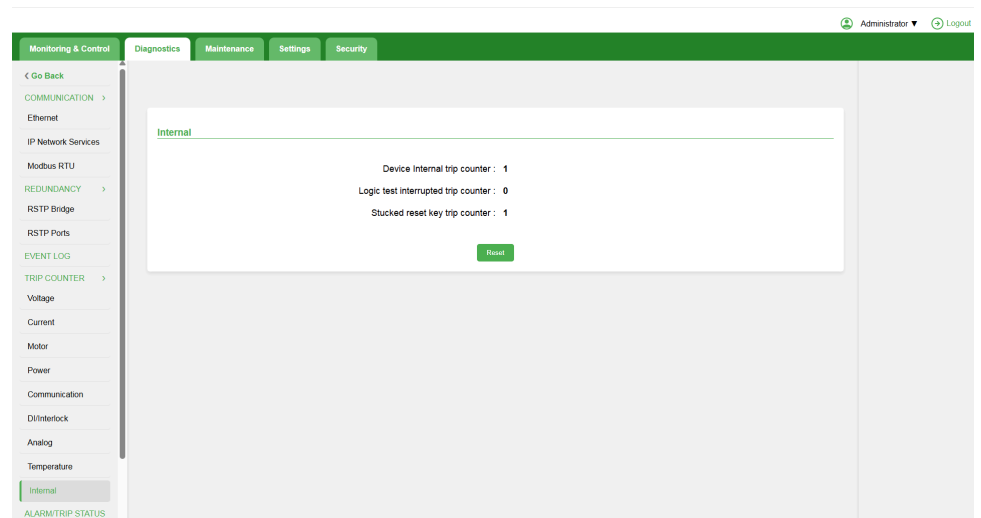 Administrator ▼ Logout
Monitoring & Control Diagnostics Maintenance Settings Security
Go Back
COMMUNICATION >
Ethernet
IP Network Services
Modbus RTU
REDUNDANCY >
RSTP Bridge
RSTP Ports
EVENT LOG
TRIP COUNTER >
Voltage
Current
Motor
Power
Communication
DI/Interlock
Analog
Temperature
Internal
ALARM/TRIP STATUS
Internal
Device Internal trip counter : 1
Logic test interrupted trip counter : 0
Stucked reset key trip counter : 1
Reset